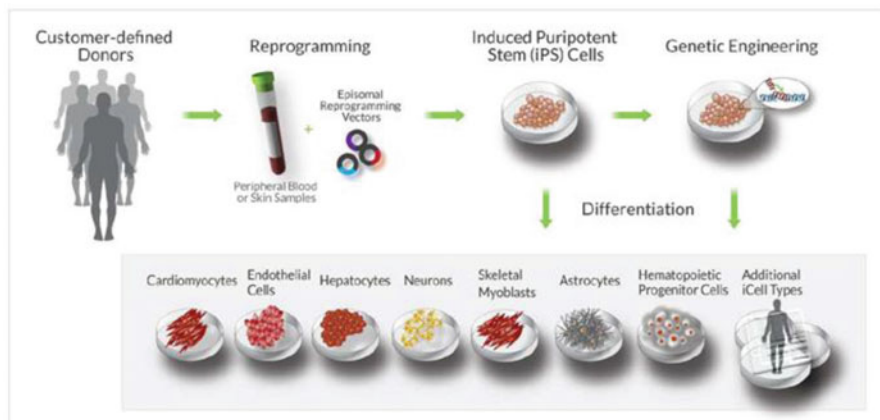 Customer-defined
Donors
Reprogramming
Induced Puripotent
Stem (iPS) Cells
Genetic Engineering
Episomal
Reprogramming
Vectors
+
Peripheral Blood
or Skin Samples
Differentiation
Cardiomyocytes
Endothelial
Cells
Hepatocytes
Neurons
Skeletal
Myoblasts
Astrocytes
Hematopoietic
Progenitor Cells
Additional
iCell Types